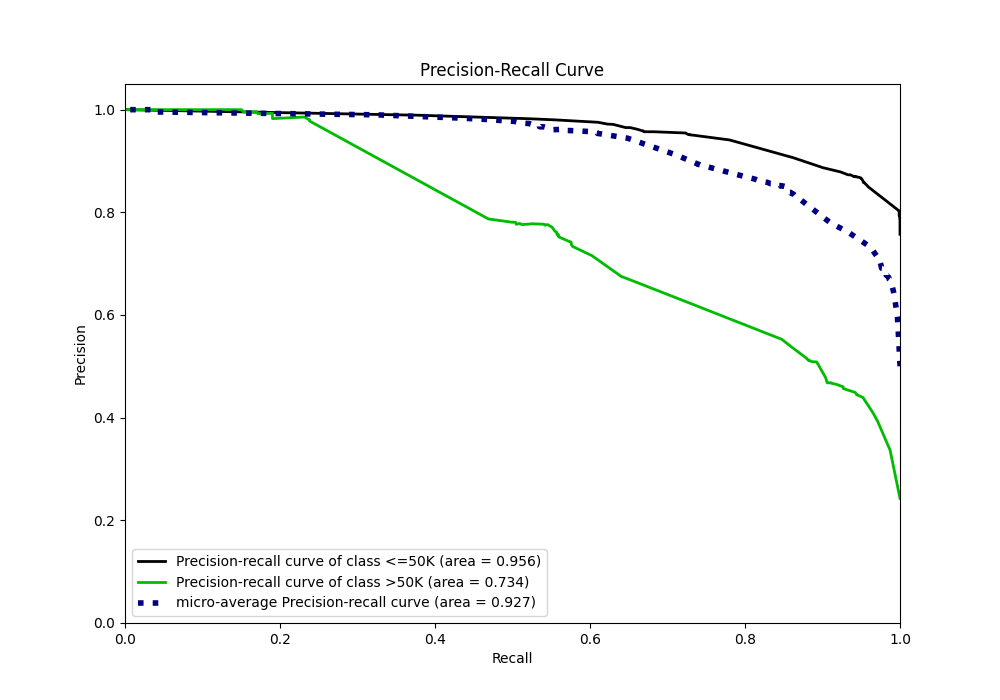 Precision-Recall Curve
1.0
0.8
0.6
0.4
0.2
0.0
Precision
Precision-recall curve of class <=50K (area = 0.956)
Precision-recall curve of class >50K (area = 0.734)
micro-average Precision-recall curve (area = 0.927)
0.0 0.2 0.4 0.6 0.8 1.0
Recall